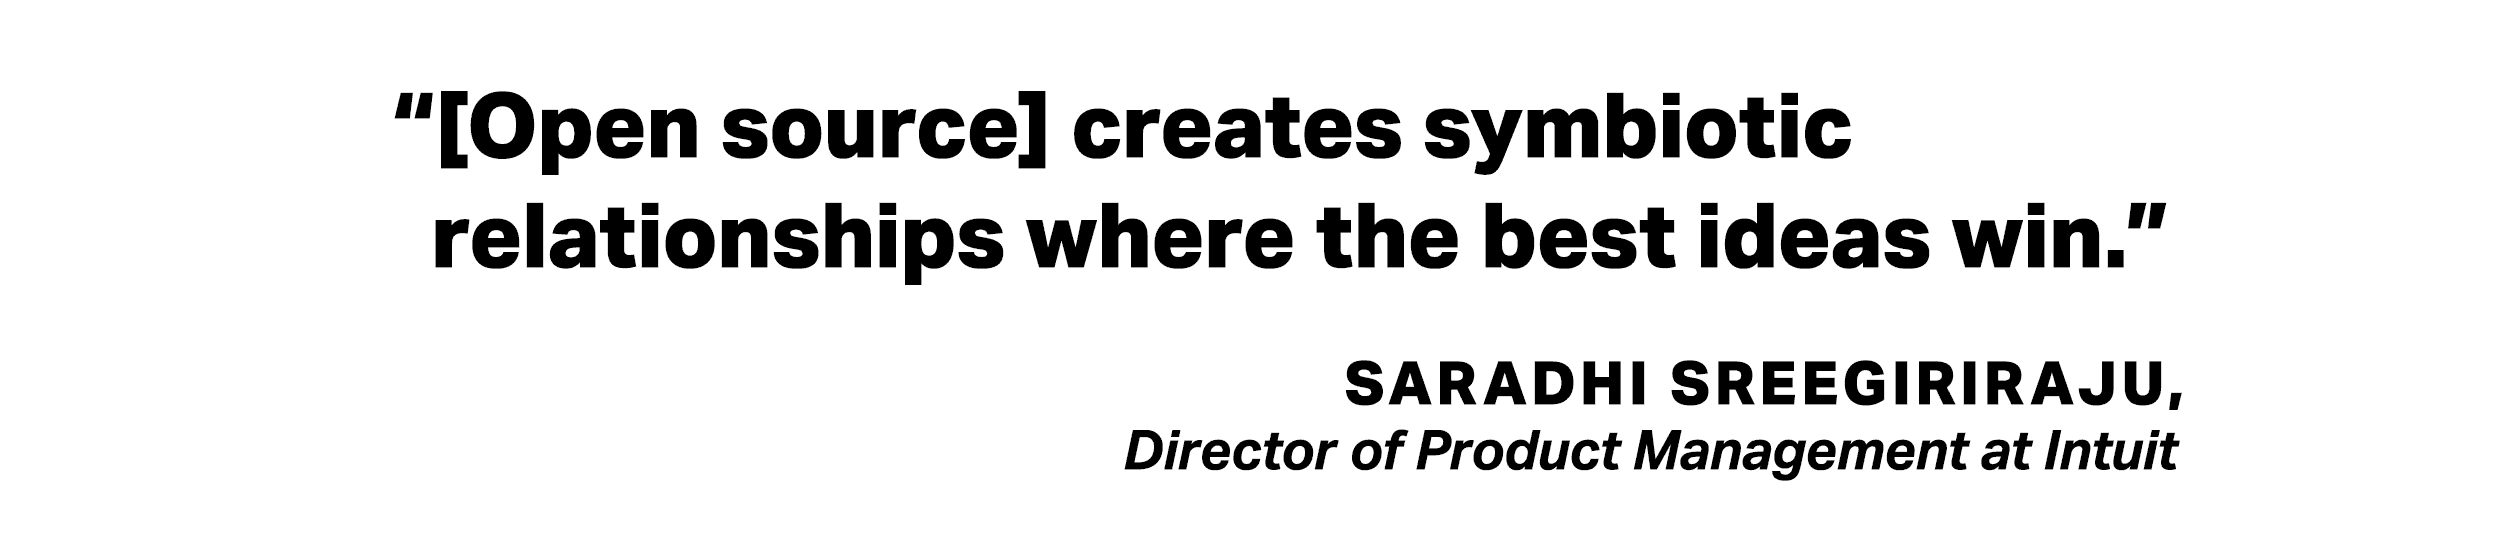 "[Open source] creates symbiotic
relationships where the best ideas win."
SARADHI SREEGIRIRAJU,
Director of Product Management at Intuit